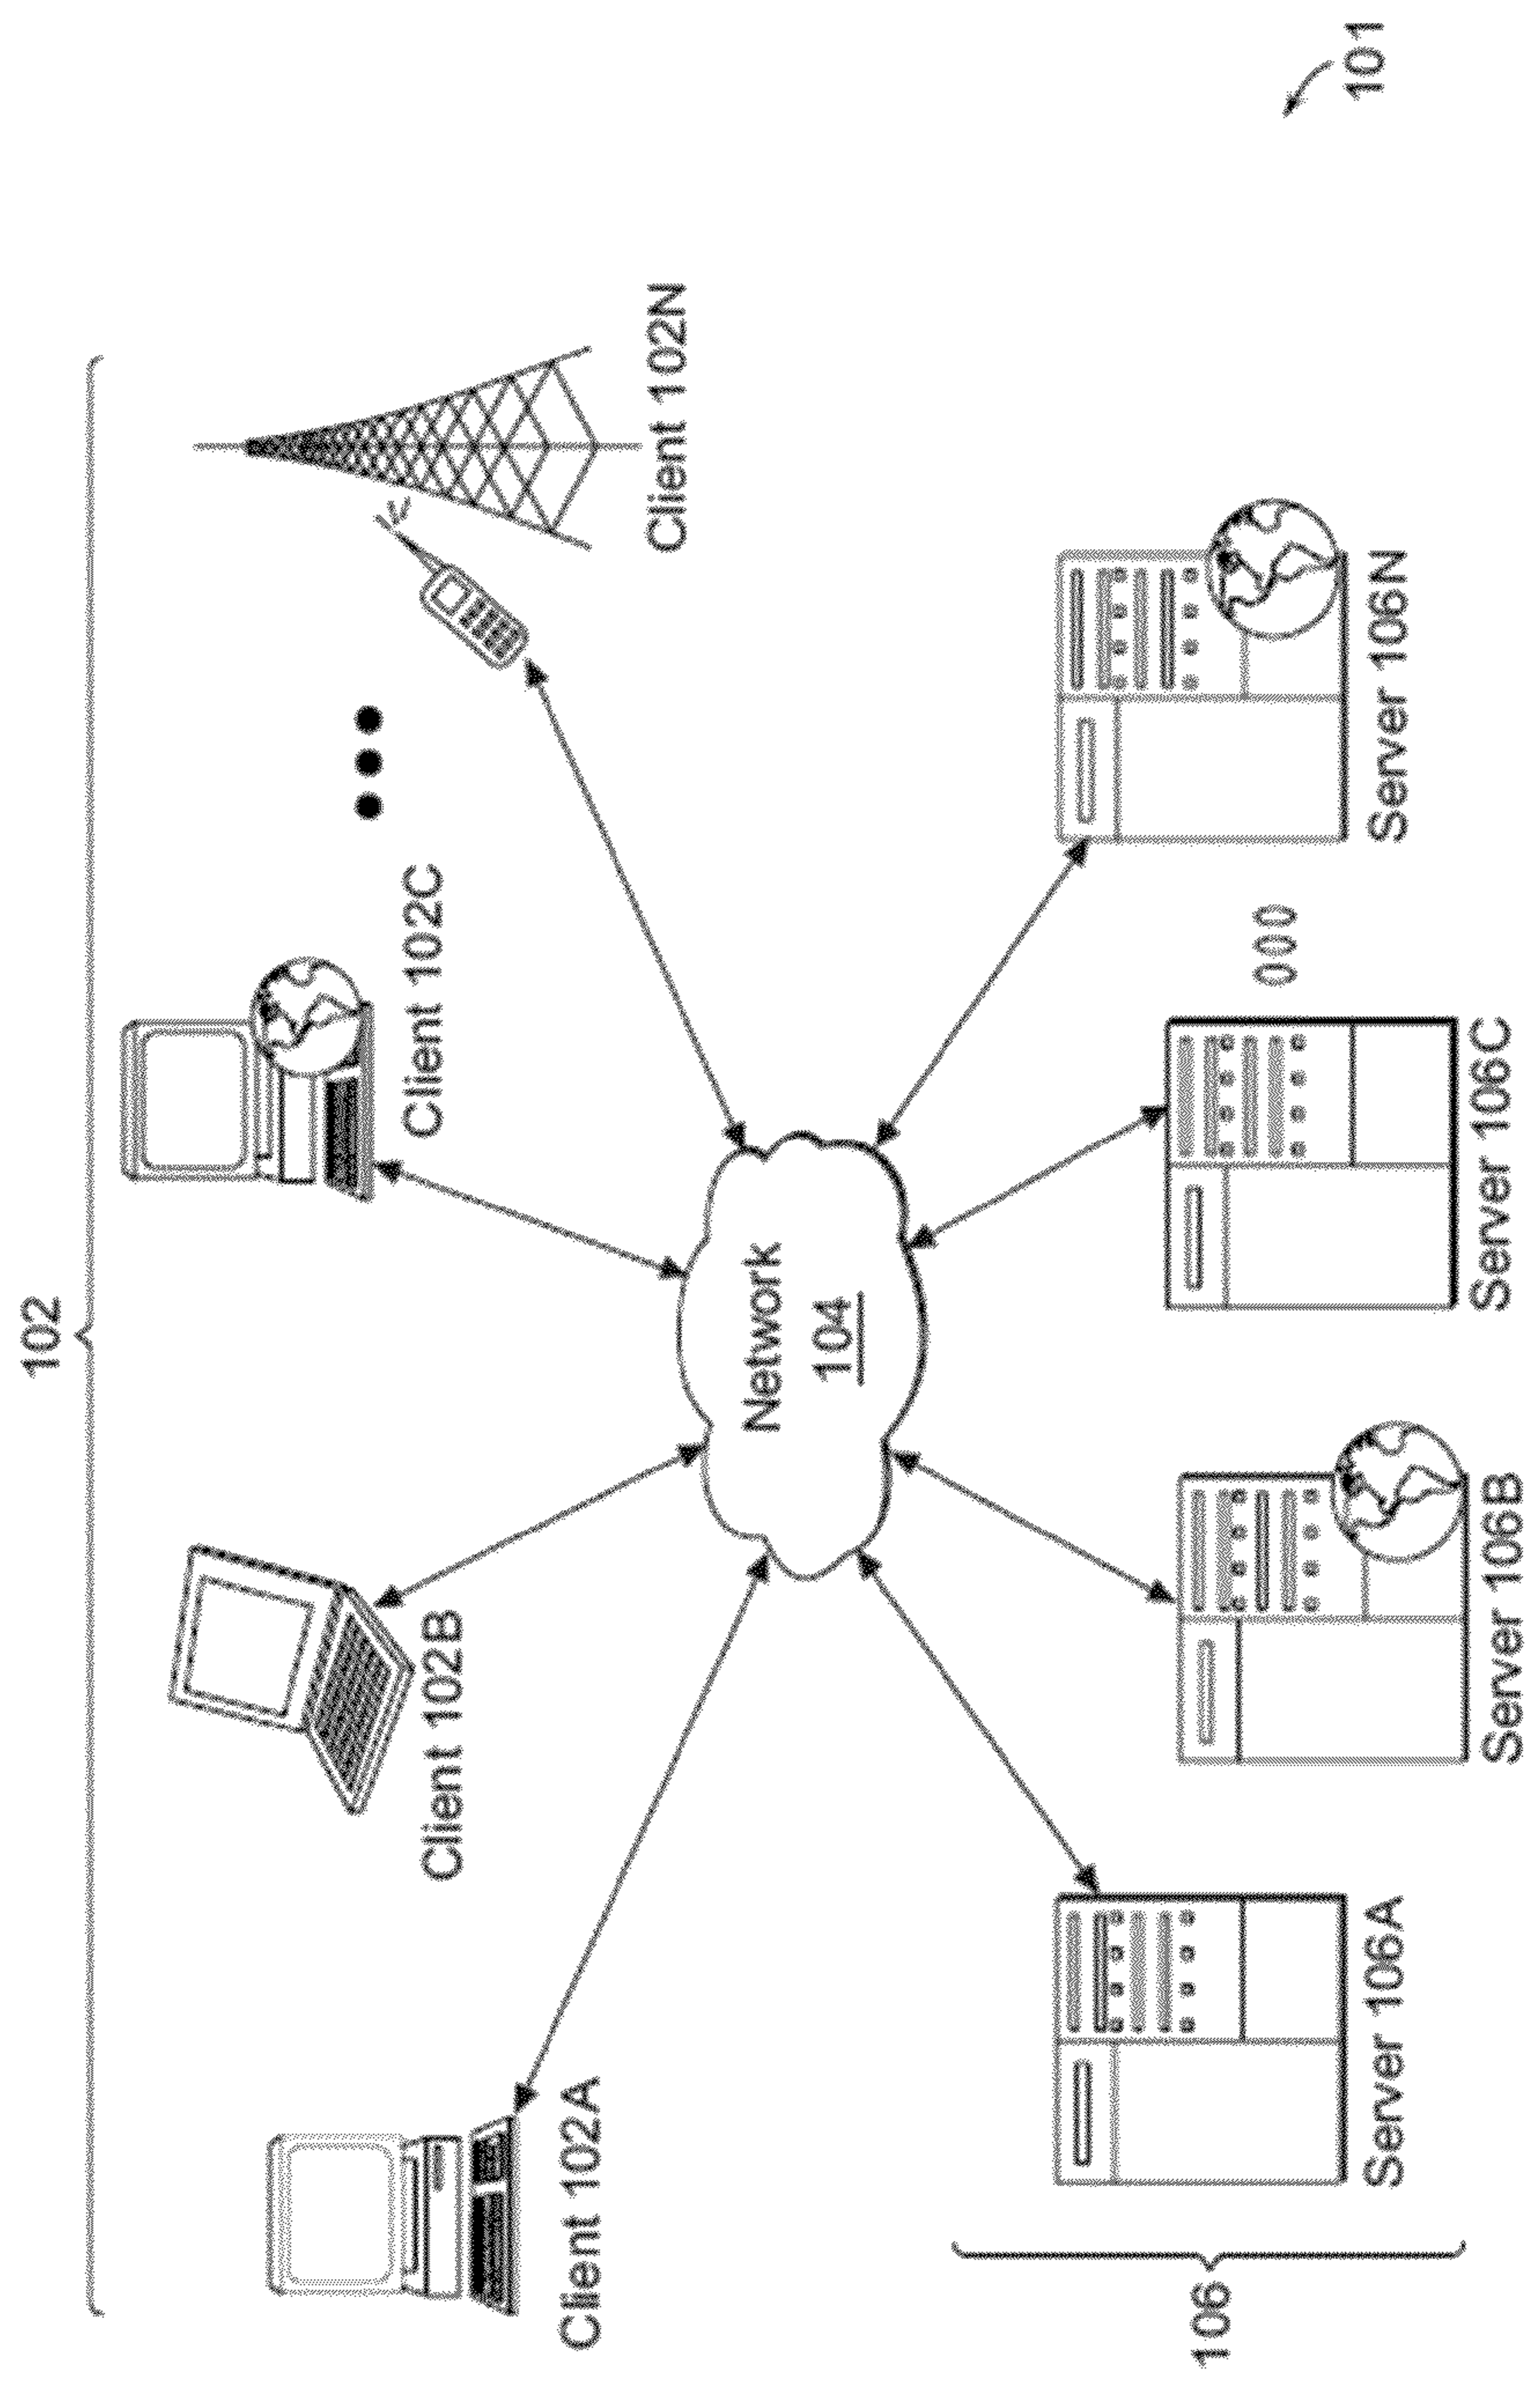 102
Client 102A
Client 102B
Client 102C
Client 102N
Network
104
106
Server 106A
Server 106B
Server 106C
Server 106N
101